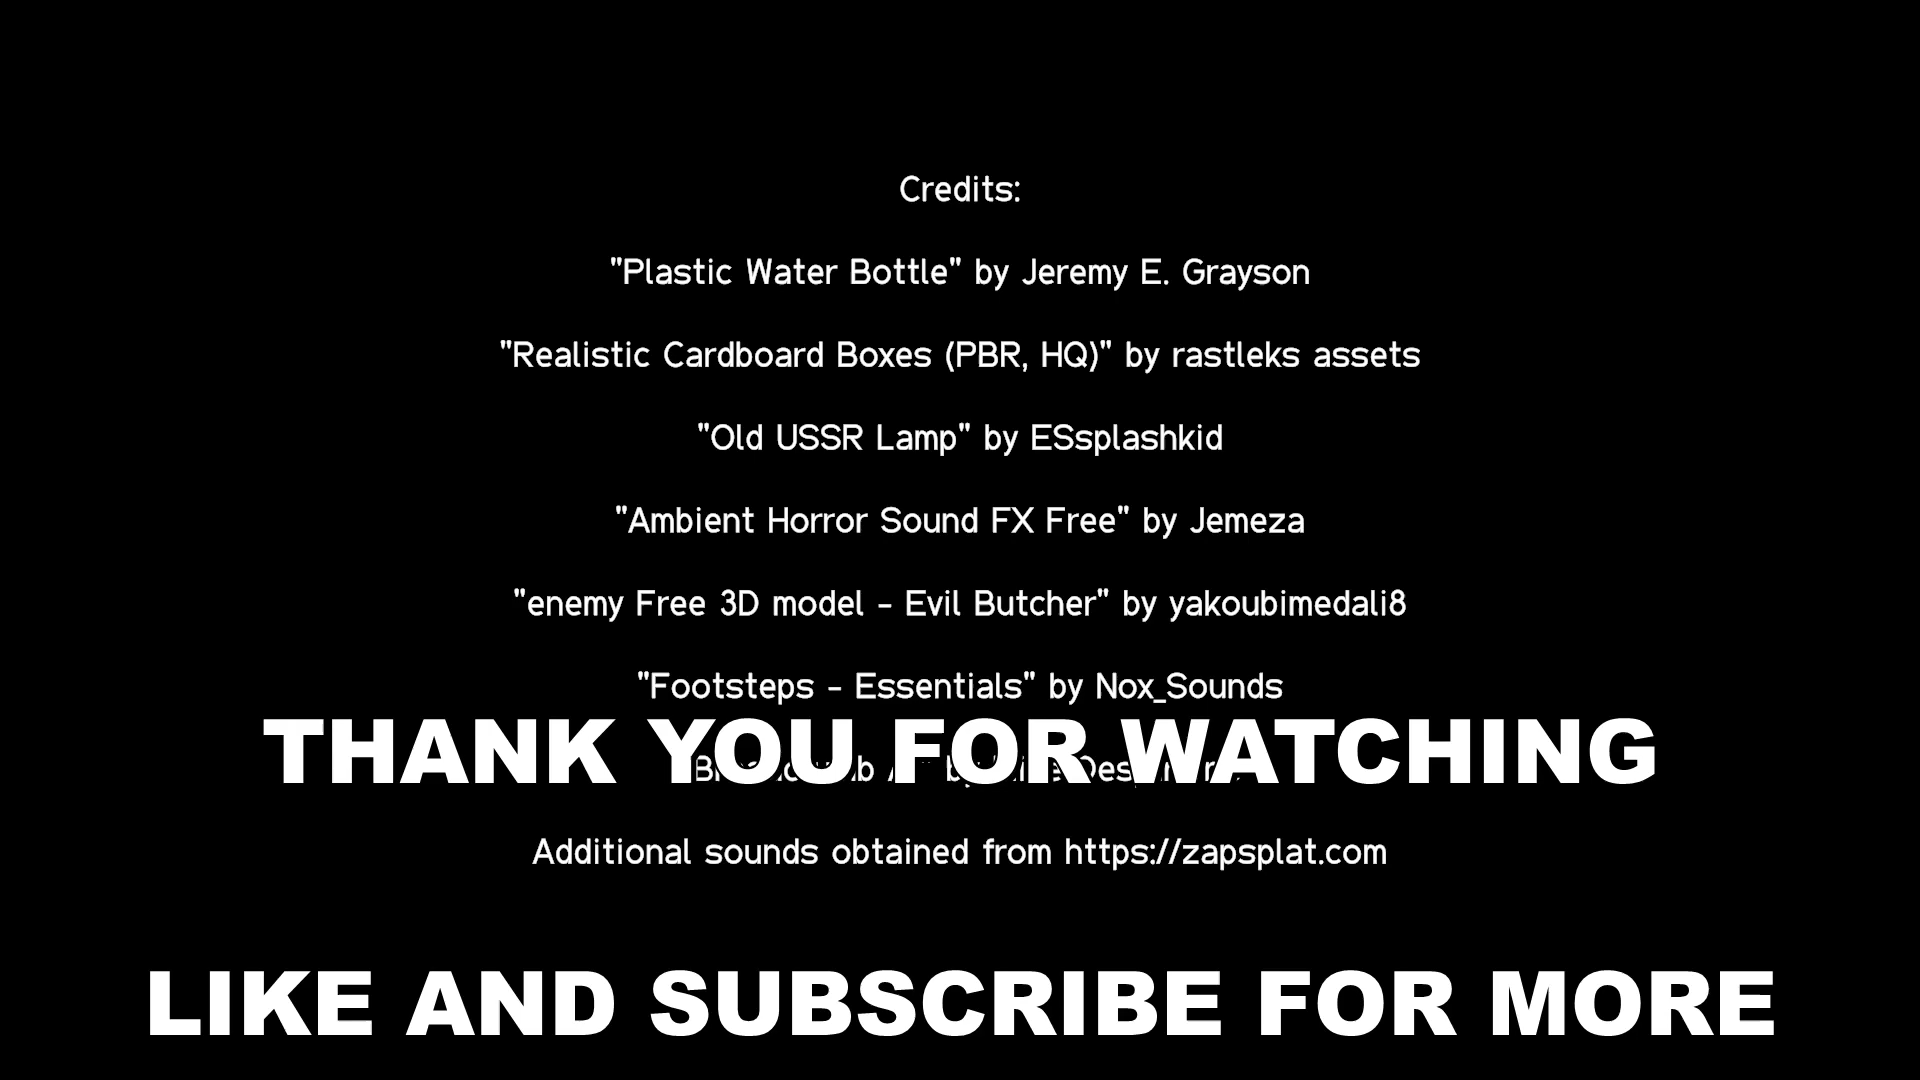 Credits:
"Plastic Water Bottle" by Jeremy E. Grayson
"Realistic Cardboard Boxes (PBR, HQ)" by rastleks assets
"Old USSR Lamp" by ESsplashkid
"Ambient Horror Sound FX Free" by Jemeza
"enemy Free 3D model - Evil Butcher" by yakoubimedali8
"Footsteps - Essentials" by Nox_Sounds
THANK YOU FOR WATCHING
by
Additional sounds obtained from https://zapsplat.com
LIKE AND SUBSCRIBE FOR MORE